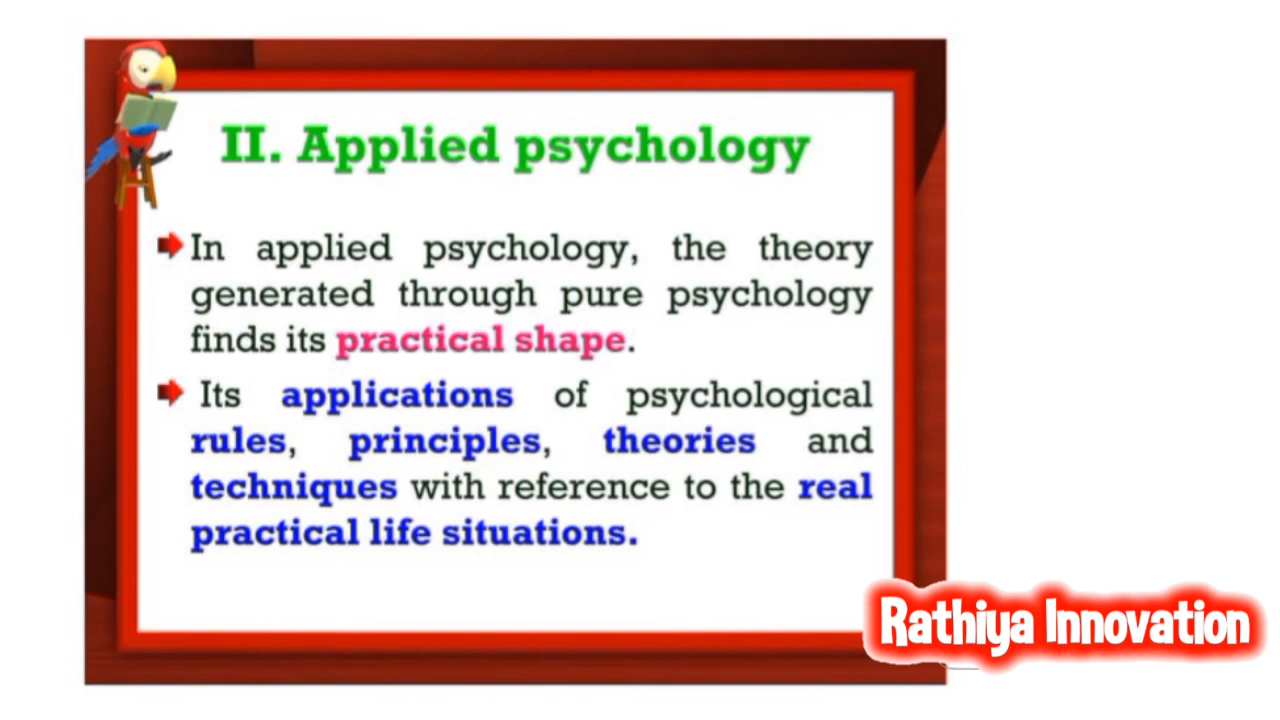 II. Applied psychology
In applied psychology, the theory
generated through pure psychology
finds its practical shape.
Its applications of psychological
rules, principles, theories and
techniques with reference to the real
practical life situations.
Rathiya Innovation